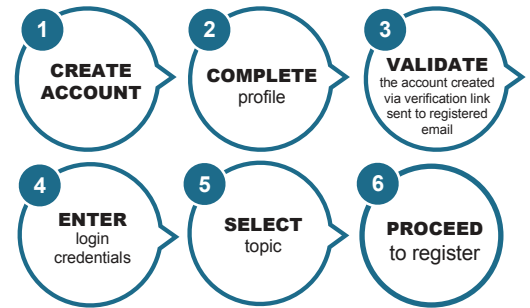 1
CREATE
ACCOUNT
2
COMPLETE
profile
3
VALIDATE
the account created
via verification link
sent to registered
email
4
ENTER
login
credentials
5
SELECT
topic
6
PROCEED
to register